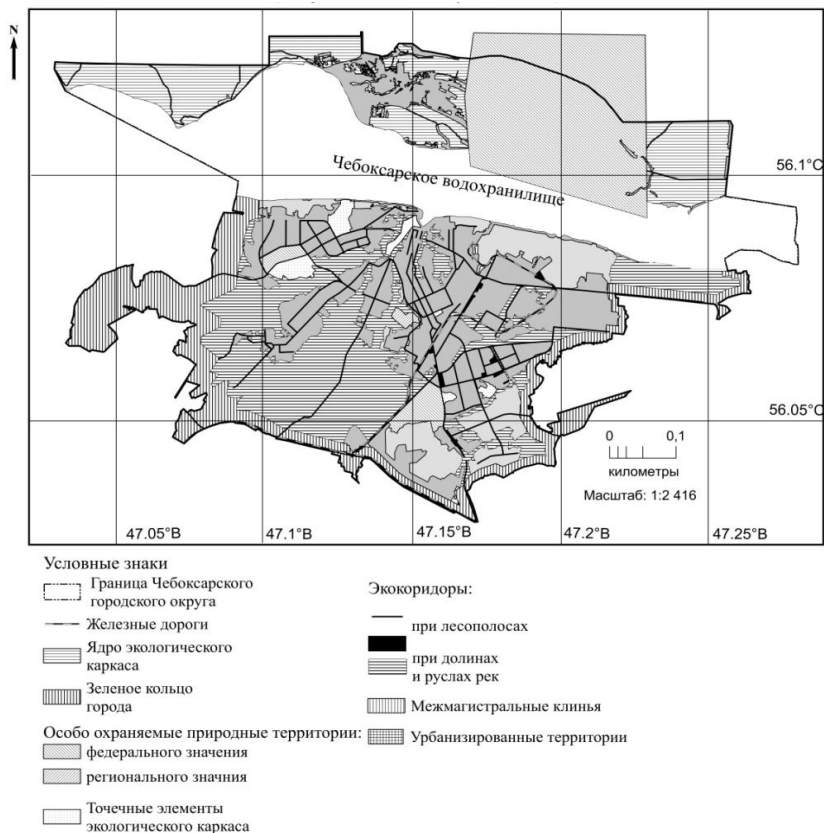 N
Чебоксарское водохранилище
56.1°С
56.05°С
0 0,1
километры
Масштаб: 1:2 416
47.05°В
47.1°В
47.15°В
47.2°В
47.25°В
Условные знаки
Граница Чебоксарского
городского округа
Железные дороги
Ядро экологического
каркаса
Зеленое кольцо
города
Особо охраняемые природные территории:
федерального значения
регионального значния
Точечные элементы
экологического каркаса
Экокоридоры:
при лесополосах
при долинах
и руслах рек
Межмагистральные клинья
Урбанизированные территории